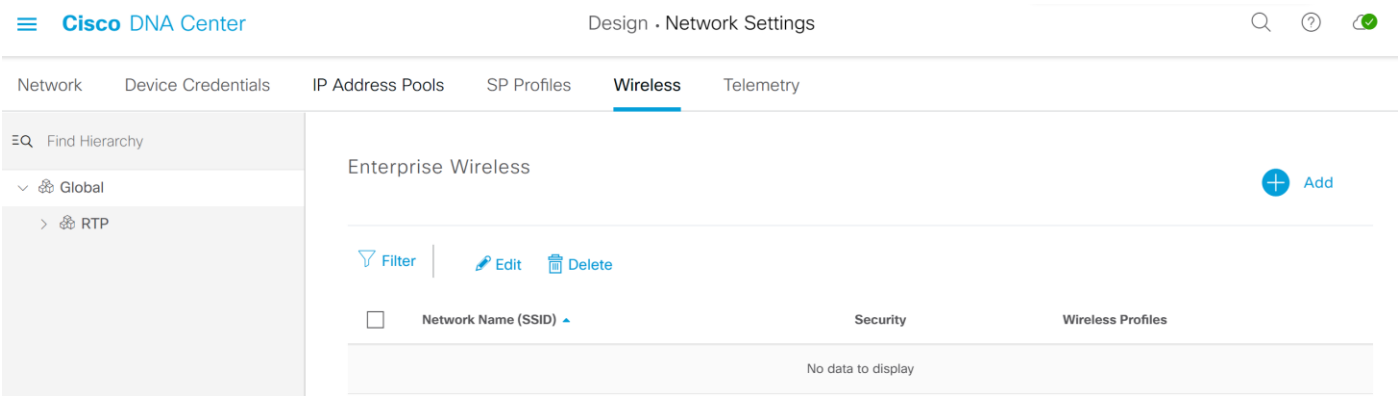 Cisco DNA Center
Design · Network Settings
Network Device Credentials IP Address Pools SP Profiles Wireless Telemetry
Find Hierarchy
Global
RTP
Enterprise Wireless
Add
Filter Edit Delete
Network Name (SSID) Security Wireless Profiles
No data to display